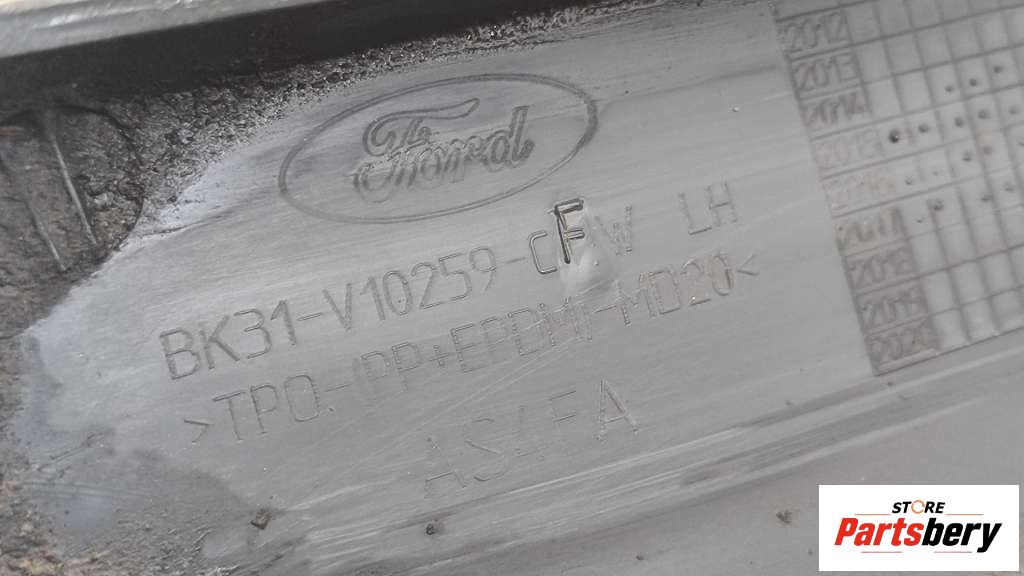 Ford
BK31-V10259-CFW LH
>TPO-(PP+EPDM)-MD20<
ASIEFA
2012
2013
2014
2015
2016
2017
2018
2019
2020
STORE
Partsbery